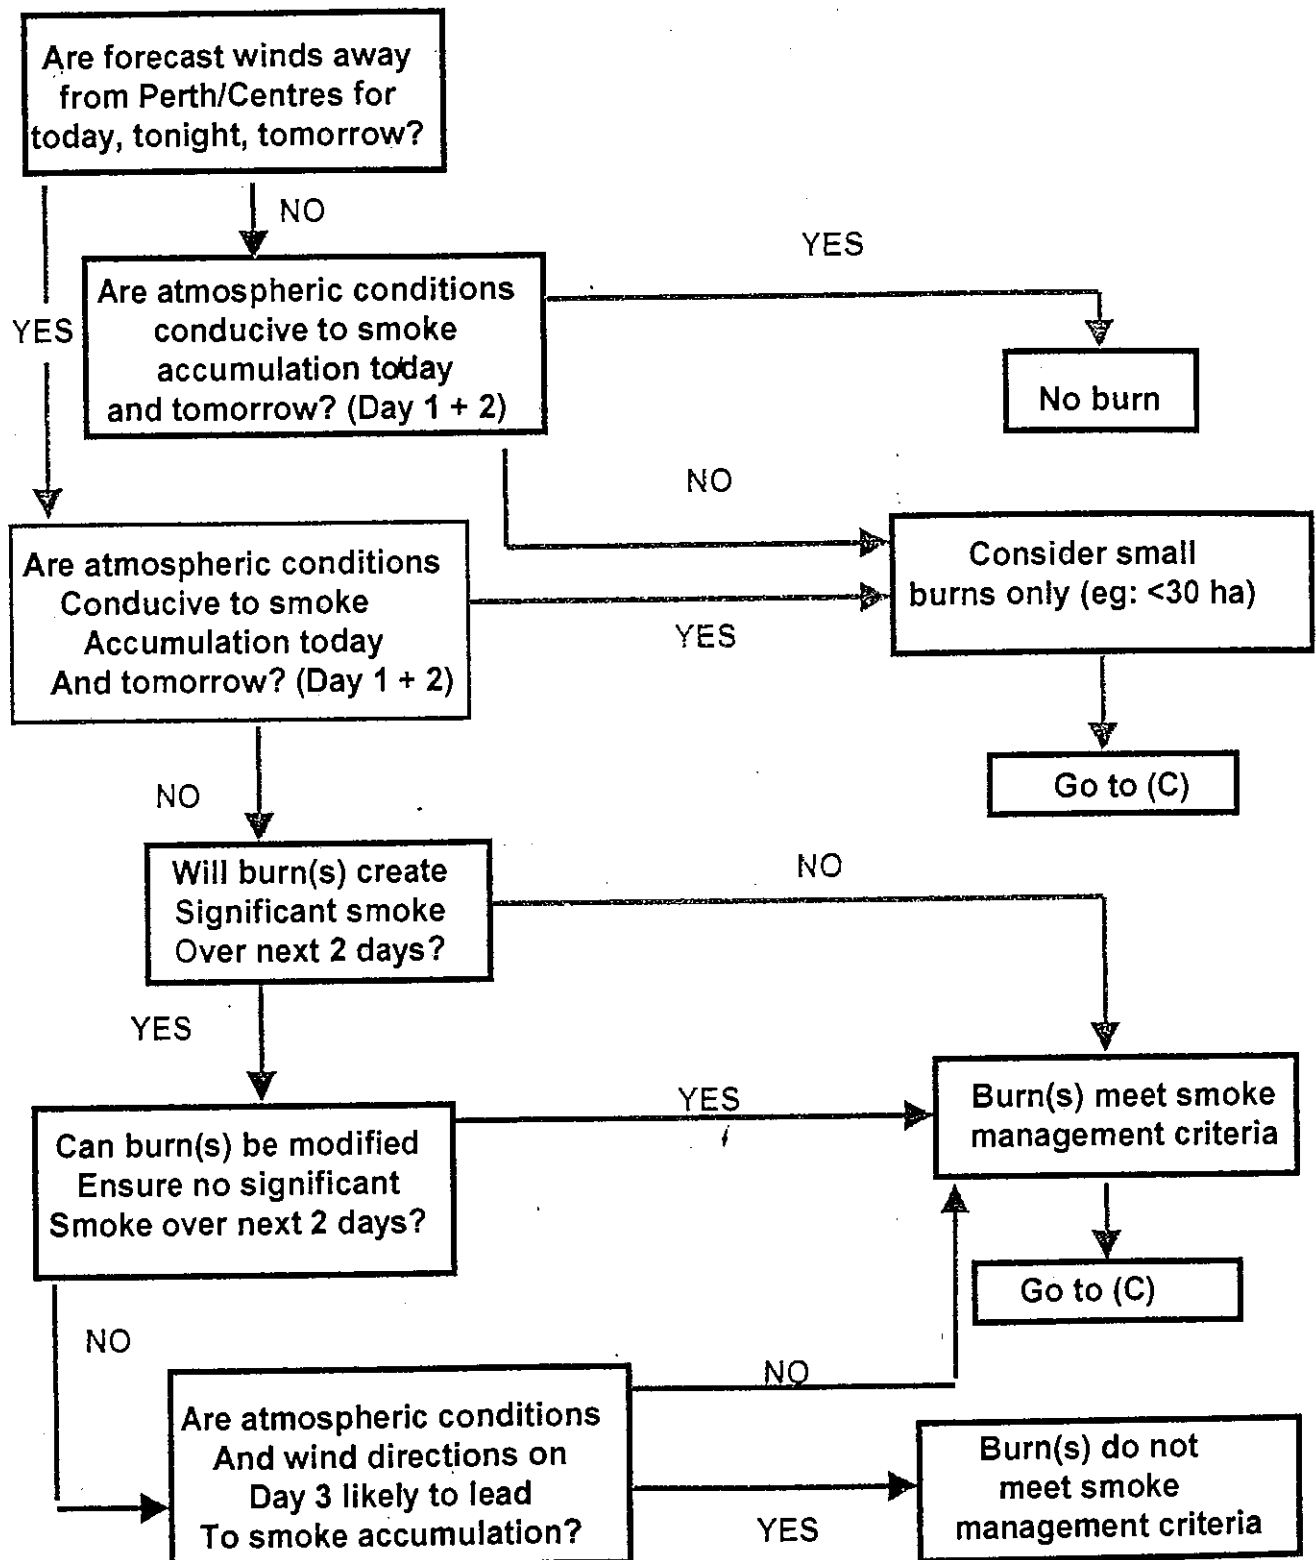 Are forecast winds away
from Perth/Centres for
today, tonight, tomorrow?
NO
YES
YES
Are atmospheric conditions
conducive to smoke
accumulation today
and tomorrow? (Day 1 + 2)
No burn
NO
Are atmospheric conditions
Conducive to smoke
Accumulation today
And tomorrow? (Day 1 + 2)
YES
Consider small
burns only (eg: <30 ha)
Go to (C)
NO
Will burn(s) create
Significant smoke
Over next 2 days?
NO
YES
Can burn(s) be modified
Ensure no significant
Smoke over next 2 days?
YES
Burn(s) meet smoke
management criteria
Go to (C)
NO
Are atmospheric conditions
And wind directions on
Day 3 likely to lead
To smoke accumulation?
NO
YES
Burn(s) do not
meet smoke
management criteria